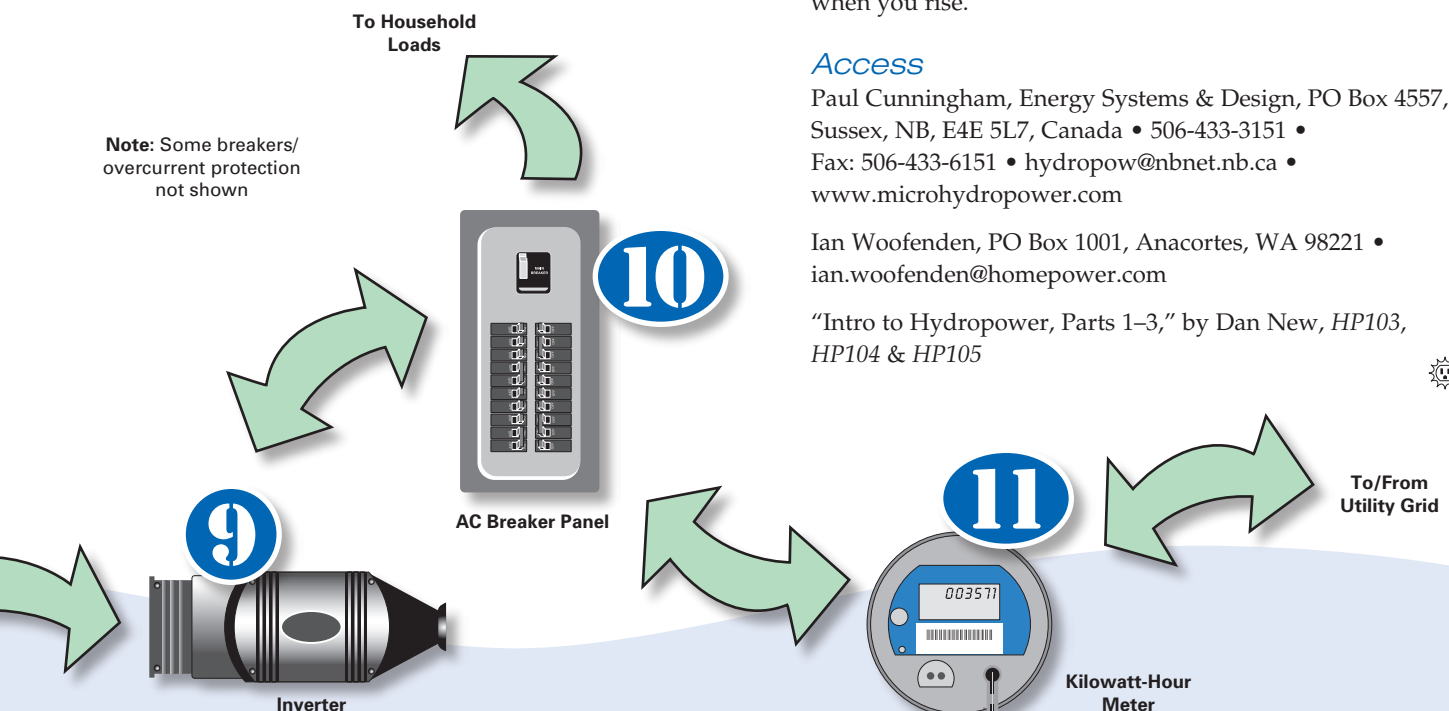 when you rise.
To Household
Loads
Note: Some breakers/
overcurrent protection
not shown
Access
Paul Cunningham, Energy Systems & Design, PO Box 4557,
Sussex, NB, E4E 5L7, Canada • 506-433-3151 •
Fax: 506-433-6151 • hydropow@nbnet.nb.ca •
www.microhydropower.com
Ian Woofenden, PO Box 1001, Anacortes, WA 98221 •
ian.woofenden@homepower.com
“Intro to Hydropower, Parts 1–3,” by Dan New, HP103,
HP104 & HP105
10
MAIN
BREAKER
AC Breaker Panel
9
Inverter
11
003571
Kilowatt-Hour
Meter
To/From
Utility Grid